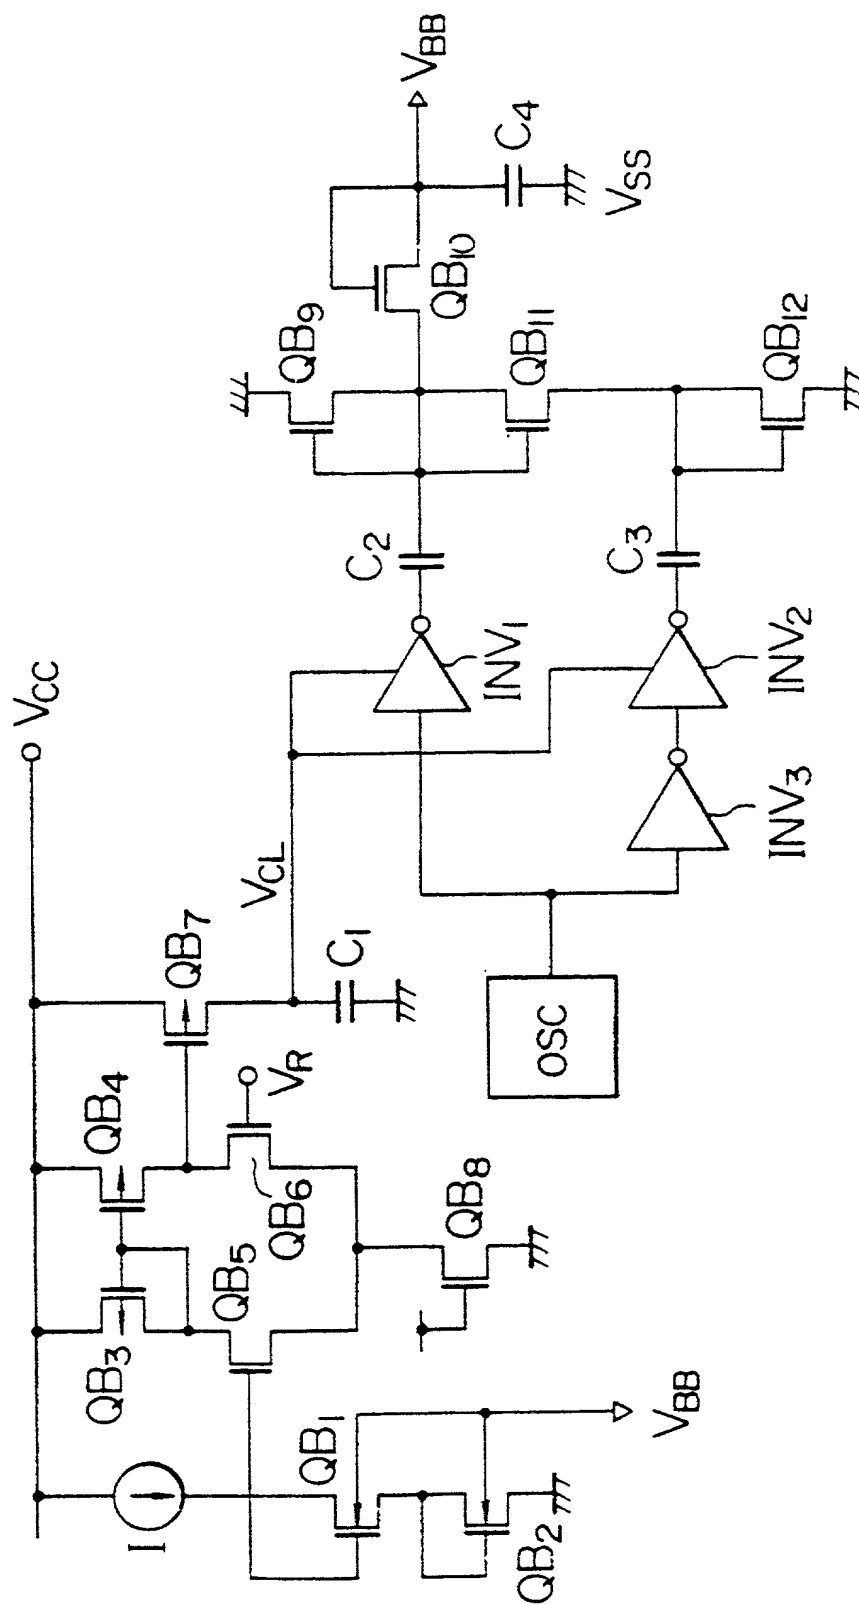 VCC
VBB
I
QB3
QB4
QB7
VCL
C1
QB5
QB6
VR
QB1
QB2
QB8
VBB
OSC
INV1
INV2
INV3
C2
C3
QB9
QB10
QB11
QB12
C4
VSS